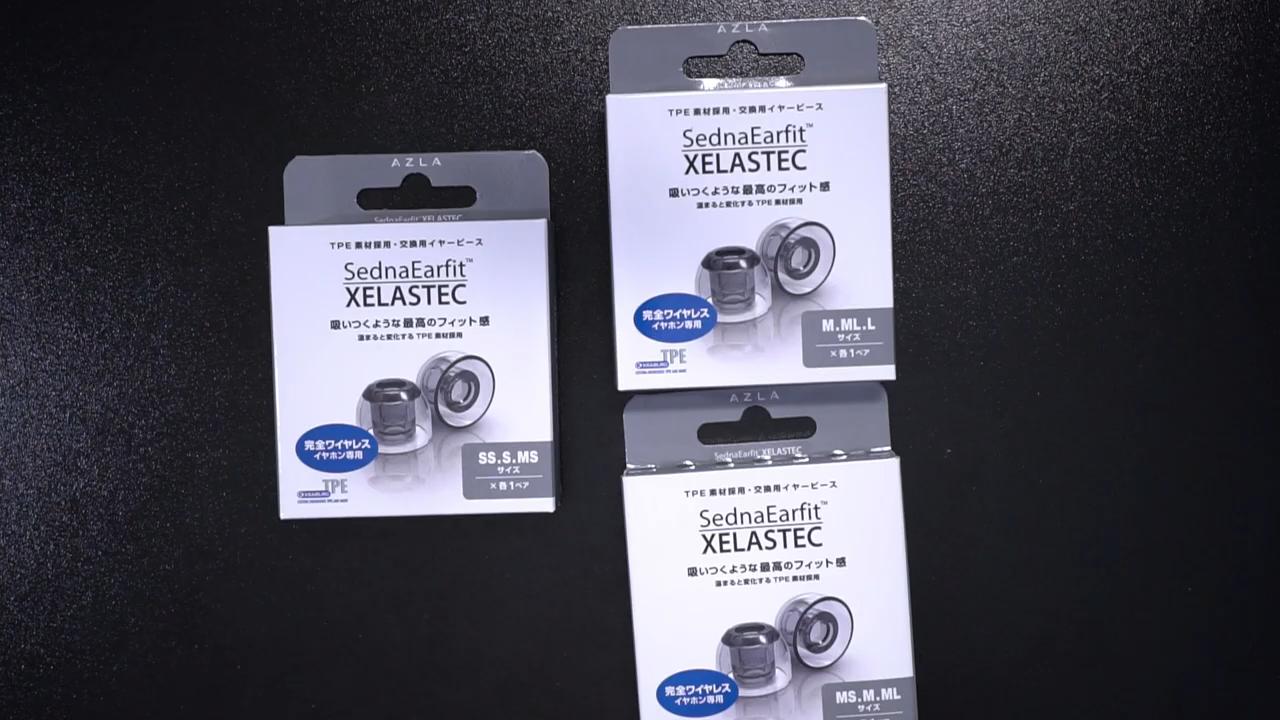 AZLA
SednaEarfit XELASTEC
TPE 素材採用・交換用イヤーピース
SednaEarfit™
XELASTEC
吸いつくような最高のフィット感
温まると変化する TPE 素材採用
完全ワイヤレス
イヤホン専用
SS.S.MS
サイズ
×各1ペア
TPE
AZLA
TPE 素材採用・交換用イヤーピース
SednaEarfit™
XELASTEC
吸いつくような最高のフィット感
温まると変化する TPE 素材採用
完全ワイヤレス
イヤホン専用
M.ML.L
サイズ
×各1ペア
TPE
AZLA
SednaEarfit XELASTEC
TPE 素材採用・交換用イヤーピース
SednaEarfit™
XELASTEC
吸いつくような最高のフィット感
温まると変化する TPE 素材採用
完全ワイヤレス
イヤホン専用
MS.M.ML
サイズ